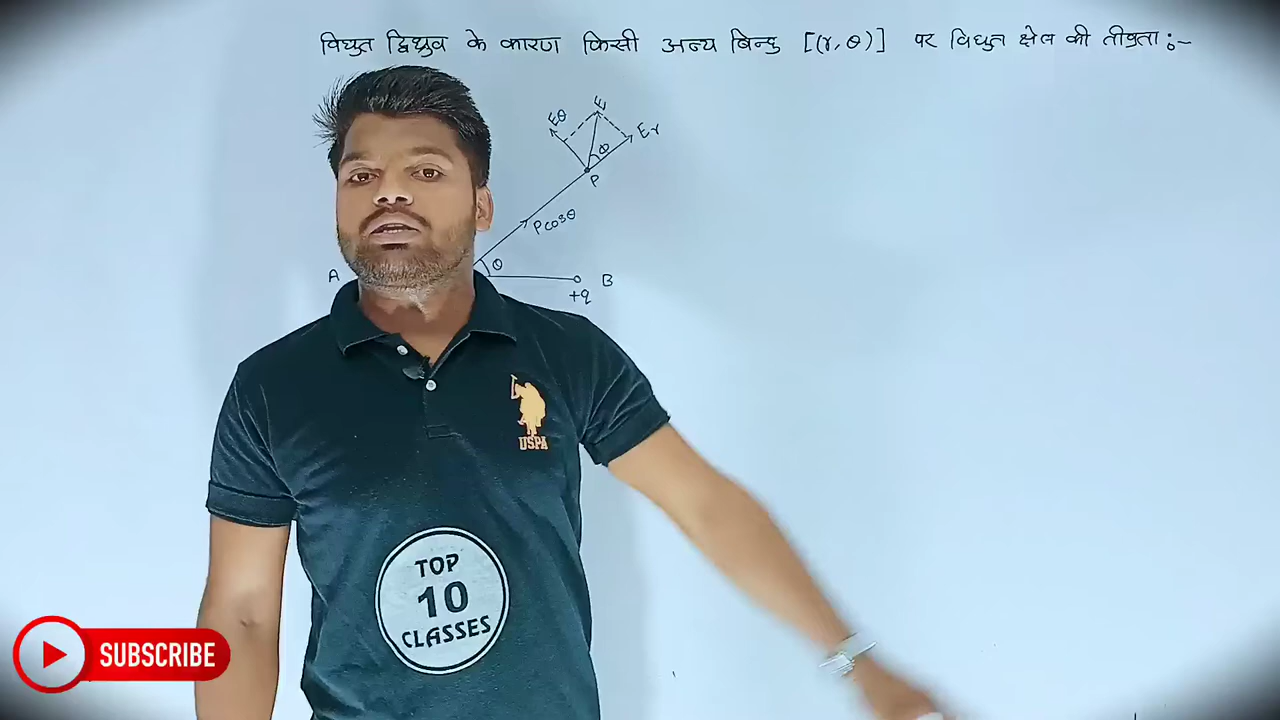 विद्युत द्विध्रुव के कारण किसी अन्य बिन्दु [(r, θ)] पर विद्युत क्षेत्र की तीव्रता :-
E
Eθ
Er
Φ
P
Pcosθ
θ
A
B
+q
USPA
TOP
10
CLASSES
SUBSCRIBE